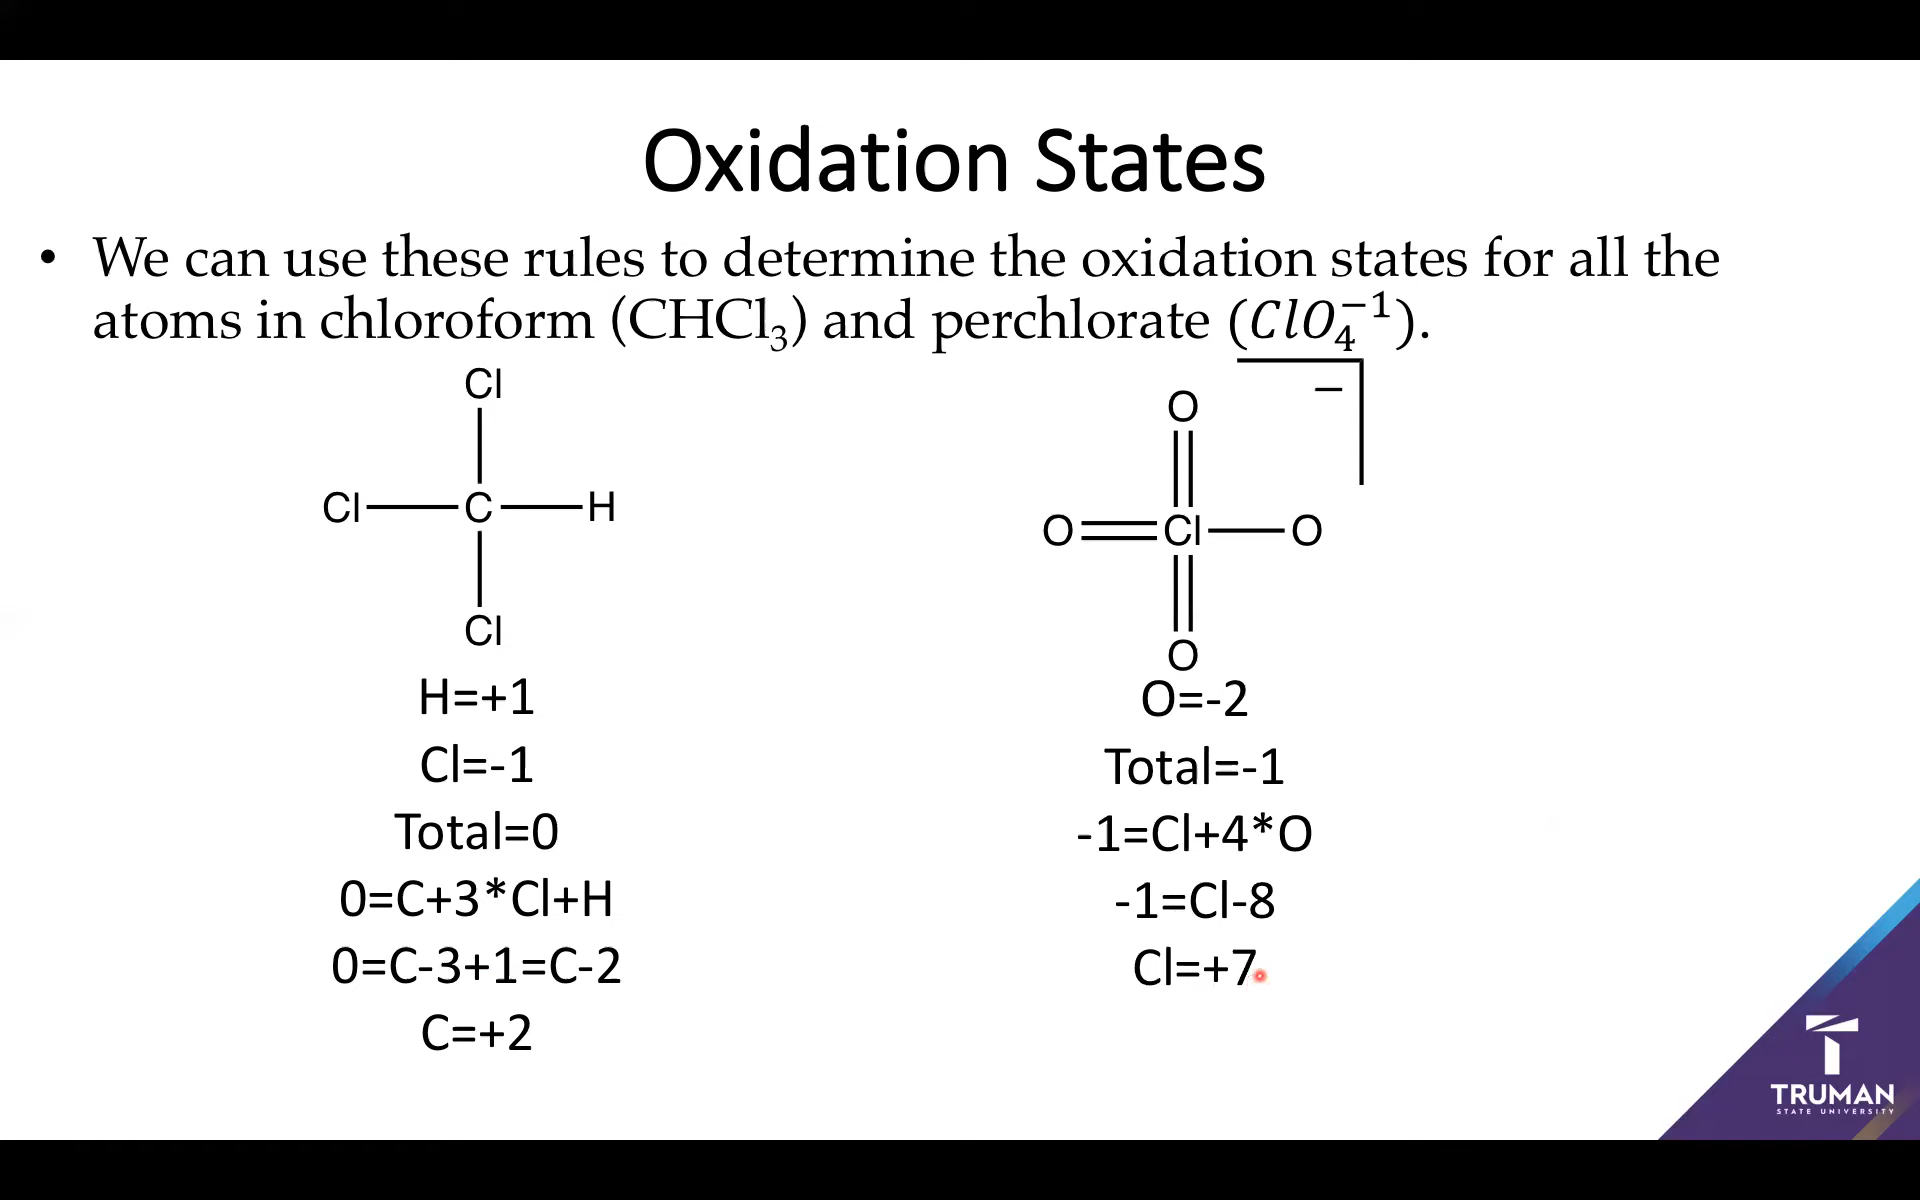 Oxidation States
• We can use these rules to determine the oxidation states for all the
atoms in chloroform (CHCl₃) and perchlorate (ClO₄⁻¹).
Cl
Cl C H
Cl
H=+1
Cl=-1
Total=0
0=C+3*Cl+H
0=C-3+1=C-2
C=+2
−
O
O Cl O
O
O=-2
Total=-1
-1=Cl+4*O
-1=Cl-8
Cl=+7
TRUMAN
STATE UNIVERSITY